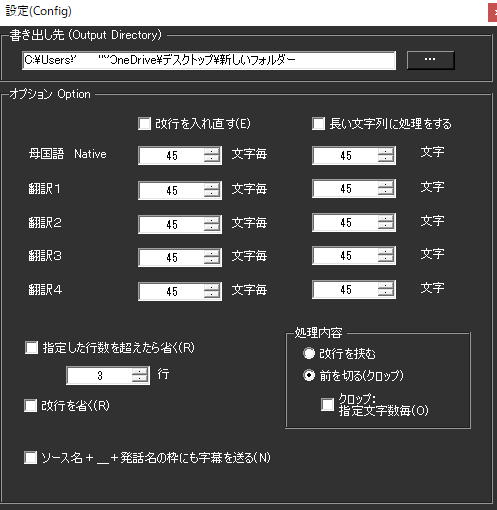 設定(Config)
書き出し先 (Output Directory)
C:¥Users¥ OneDrive¥デスクトップ¥新しいフォルダー
...
オプション Option
改行を入れ直す(E) 長い文字列に処理をする
母国語 Native 45 文字毎 45 文字
翻訳1 45 文字毎 45 文字
翻訳2 45 文字毎 45 文字
翻訳3 45 文字毎 45 文字
翻訳4 45 文字毎 45 文字
指定した行数を超えたら省く(R)
3 行
改行を省く(R)
処理内容
改行を挟む
前を切る(クロップ)
クロップ:
指定文字数毎(O)
ソース名+__+発話名の枠にも字幕を送る(N)